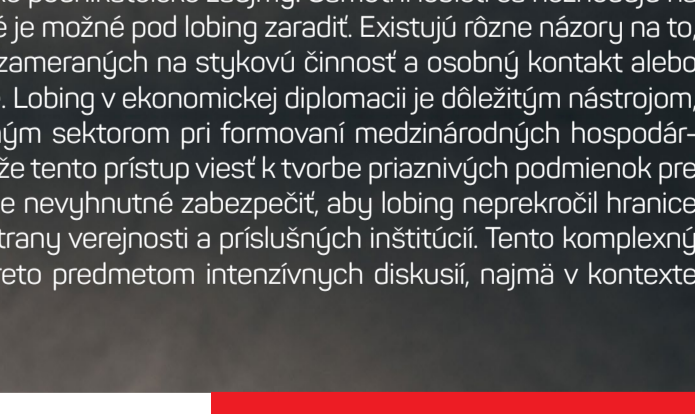 é je možné pod lobing zaradiť. Existujú rôzne názory na to,
zameraných na stykovú činnosť a osobný kontakt alebo
. Lobing v ekonomickej diplomacii je dôležitým nástrojom,
ným sektorom pri formovaní medzinárodných hospodár-
že tento prístup viesť k tvorbe priaznivých podmienok pre
e nevyhnutné zabezpečiť, aby lobing neprekročil hranice
trany verejnosti a príslušných inštitúcií. Tento komplexný
reto predmetom intenzívnych diskusií, najmä v kontexte